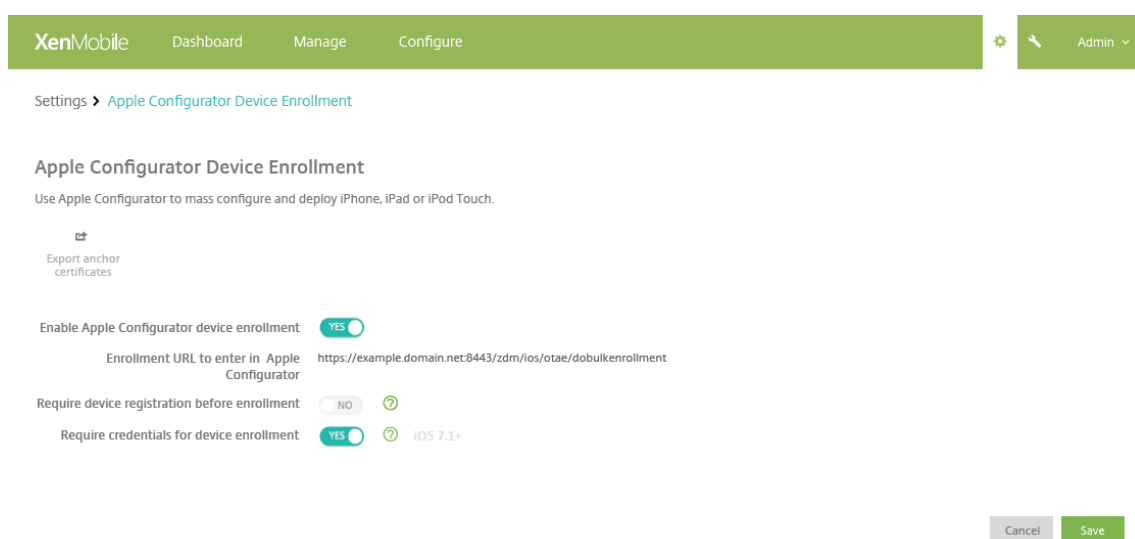 XenMobile Dashboard Manage Configure Admin
Settings > Apple Configurator Device Enrollment
Apple Configurator Device Enrollment
Use Apple Configurator to mass configure and deploy iPhone, iPad or iPod Touch.
Export anchor
certificates
Enable Apple Configurator device enrollment YES
Enrollment URL to enter in Apple https://example.domain.net:8443/zdm/ios/otae/dobulkenrollment
Configurator
Require device registration before enrollment NO ?
Require credentials for device enrollment YES ? iOS 7.1+
Cancel Save